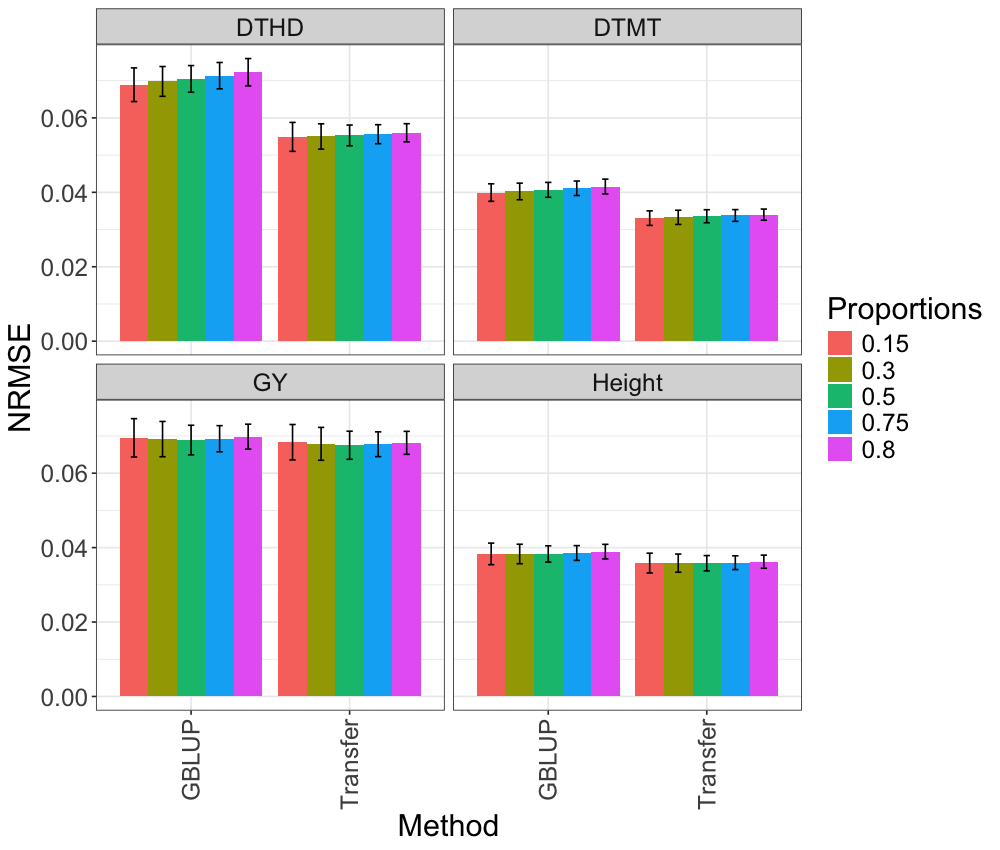 DTHD
DTMT
0.06
0.04
0.02
0.00
GY
Height
0.06
0.04
0.02
0.00
NRMSE
GBLUP
Transfer
GBLUP
Transfer
Method
Proportions
0.15
0.3
0.5
0.75
0.8